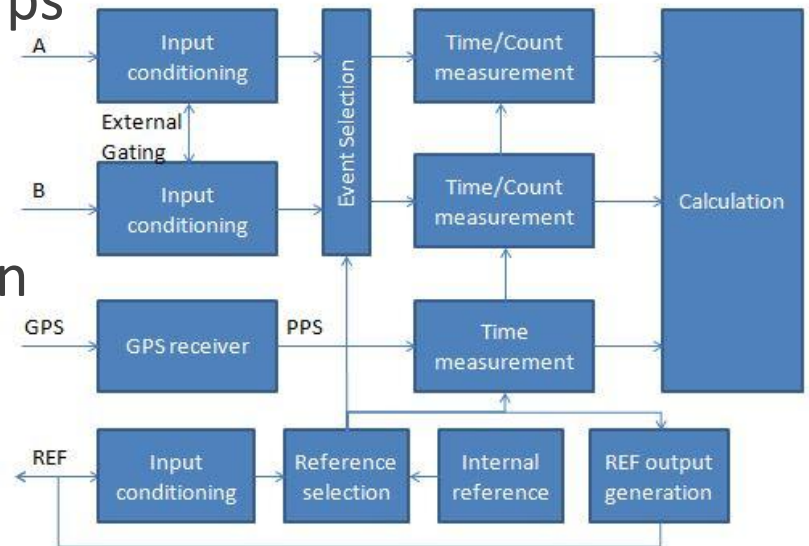 ps
A
Input
conditioning
Time/Count
measurement
External
Gating
Event Selection
B
Input
conditioning
Time/Count
measurement
Calculation
n
GPS
GPS receiver
PPS
Time
measurement
REF
Input
conditioning
Reference
selection
Internal
reference
REF output
generation